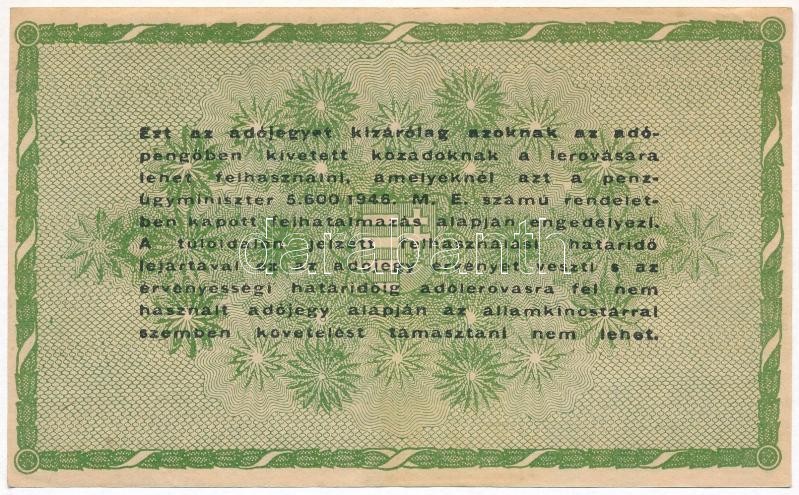 Ezt az adójegyet kizárólag azoknak az adó-
pengőben kivetett közadóknak a lerovására
lehet felhasználni, amelyeknél azt a pénz-
ügyminiszter 5.600/1946. M. E. számú rendelet-
ben kapott felhatalmazás alapján engedélyezi.
A túloldalon jelzett felhasználási határidő
lejártával ez az adójegy érvényét veszti s az
érvényességi határidőig adólerovásra fel nem
használt adójegy alapján az államkincstárral
szemben követelést támasztani nem lehet.
darabanth